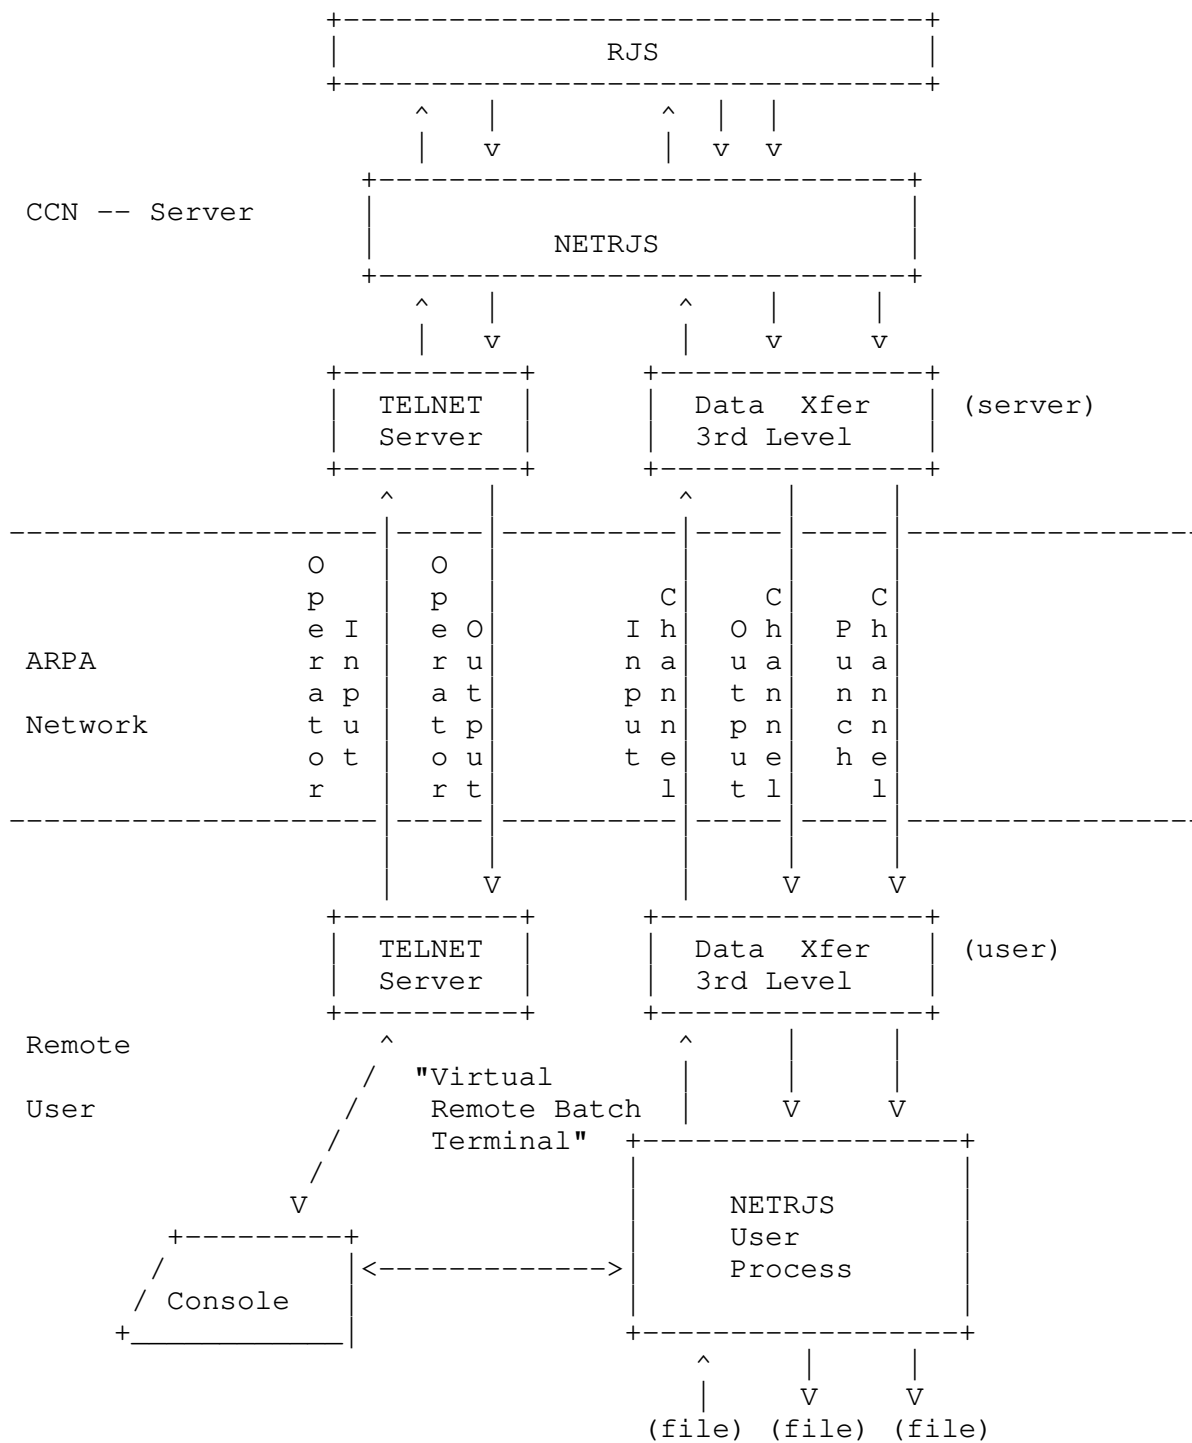 RJS
CCN -- Server
NETRJS
TELNET Server
Data Xfer 3rd Level
(server)
ARPA Network
Operator Input
Operator Output
Input Channel
Output Channel
Punch Channel
TELNET Server
Data Xfer 3rd Level
(user)
Remote User
"Virtual
Remote Batch
Terminal"
NETRJS
User
Process
Console
(file) (file) (file)